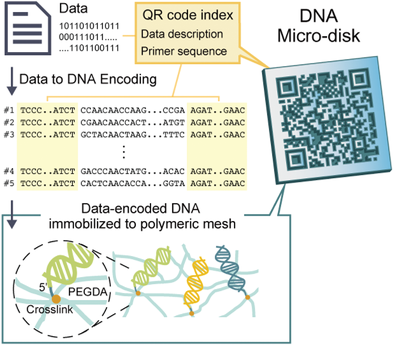 Data
101101011011
000111011.....
....1101100111
QR code index
Data description
Primer sequence
DNA
Micro-disk
Data to DNA Encoding
#1 TCCC..ATCT CCAACAACCAAG...CCGA AGAT..GAAC
#2 TCCC..ATCT CGAACAACCACT...ATGT AGAT..GAAC
#3 TCCC..ATCT GCTACAACTAAG...TTTC AGAT..GAAC
#4 TCCC..ATCT GACCCAACTATG...ACAC AGAT..GAAC
#5 TCCC..ATCT CACTCAACACCA...GGTA AGAT..GAAC
Data-encoded DNA
immobilized to polymeric mesh
5'
PEGDA
Crosslink